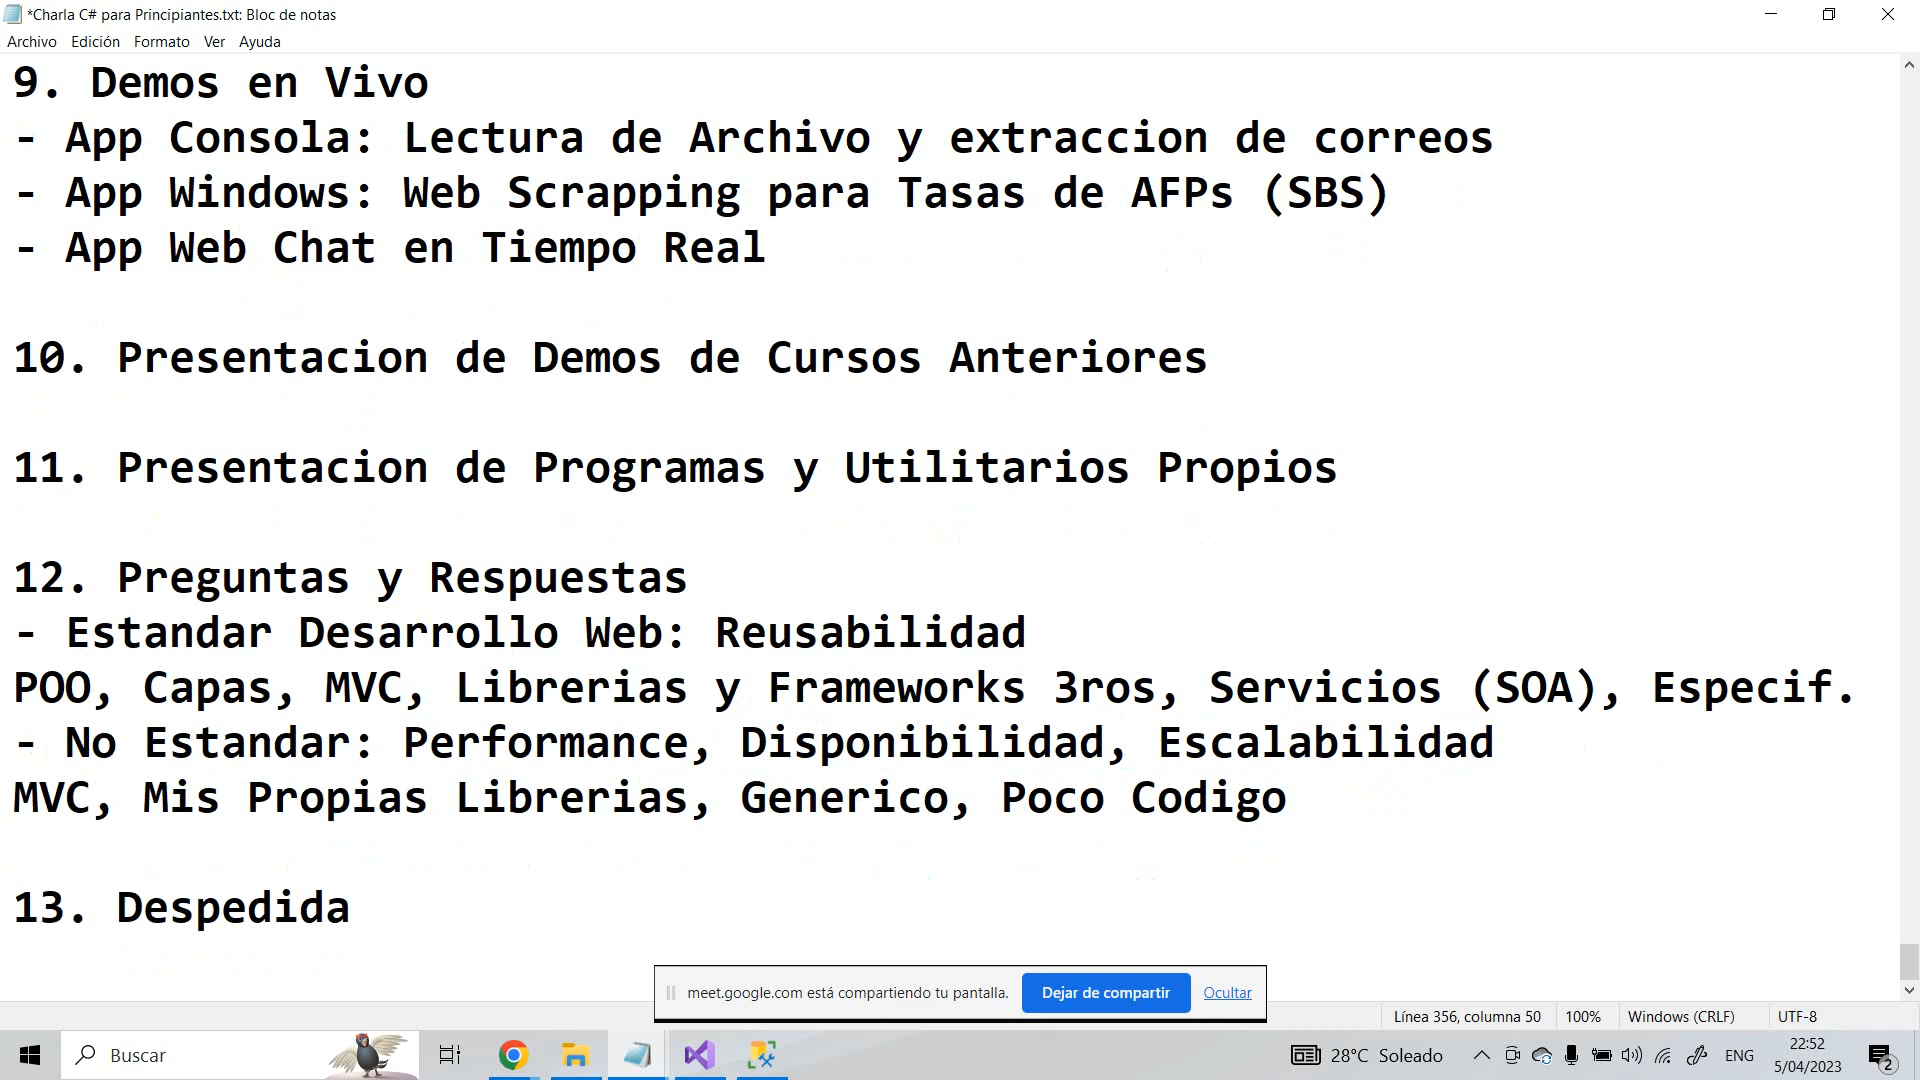 *Charla C# para Principiantes.txt: Bloc de notas
Archivo Edición Formato Ver Ayuda
9. Demos en Vivo
- App Consola: Lectura de Archivo y extraccion de correos
- App Windows: Web Scrapping para Tasas de AFPs (SBS)
- App Web Chat en Tiempo Real
10. Presentacion de Demos de Cursos Anteriores
11. Presentacion de Programas y Utilitarios Propios
12. Preguntas y Respuestas
- Estandar Desarrollo Web: Reusabilidad
POO, Capas, MVC, Librerias y Frameworks 3ros, Servicios (SOA), Especif.
- No Estandar: Performance, Disponibilidad, Escalabilidad
MVC, Mis Propias Librerias, Generico, Poco Codigo
13. Despedida
meet.google.com está compartiendo tu pantalla. Dejar de compartir Ocultar
Línea 356, columna 50 100% Windows (CRLF) UTF-8
Buscar 28°C Soleado ENG 22:52
5/04/2023 2